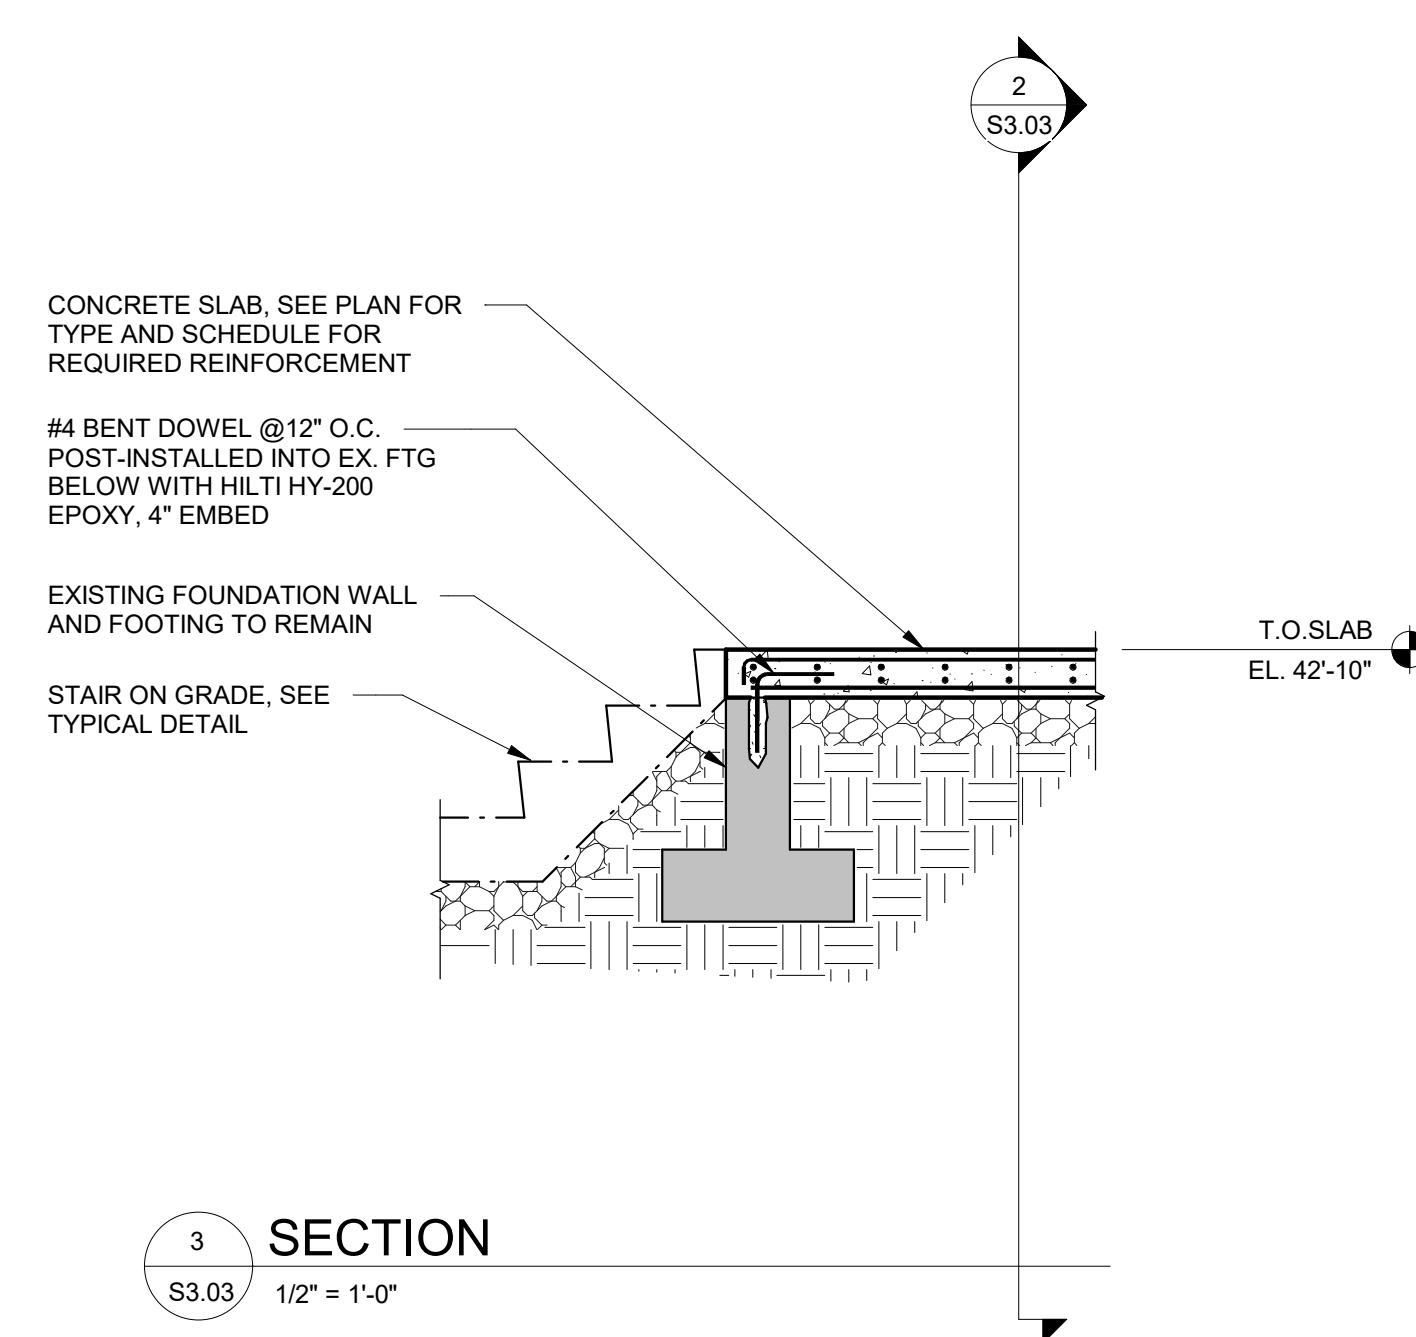 2
S3.03
CONCRETE SLAB, SEE PLAN FOR
TYPE AND SCHEDULE FOR
REQUIRED REINFORCEMENT
#4 BENT DOWEL @12" O.C.
POST-INSTALLED INTO EX. FTG
BELOW WITH HILTI HY-200
EPOXY, 4" EMBED
EXISTING FOUNDATION WALL
AND FOOTING TO REMAIN
STAIR ON GRADE, SEE
TYPICAL DETAIL
T.O.SLAB
EL. 42'-10"
3
S3.03
SECTION
1/2" = 1'-0"